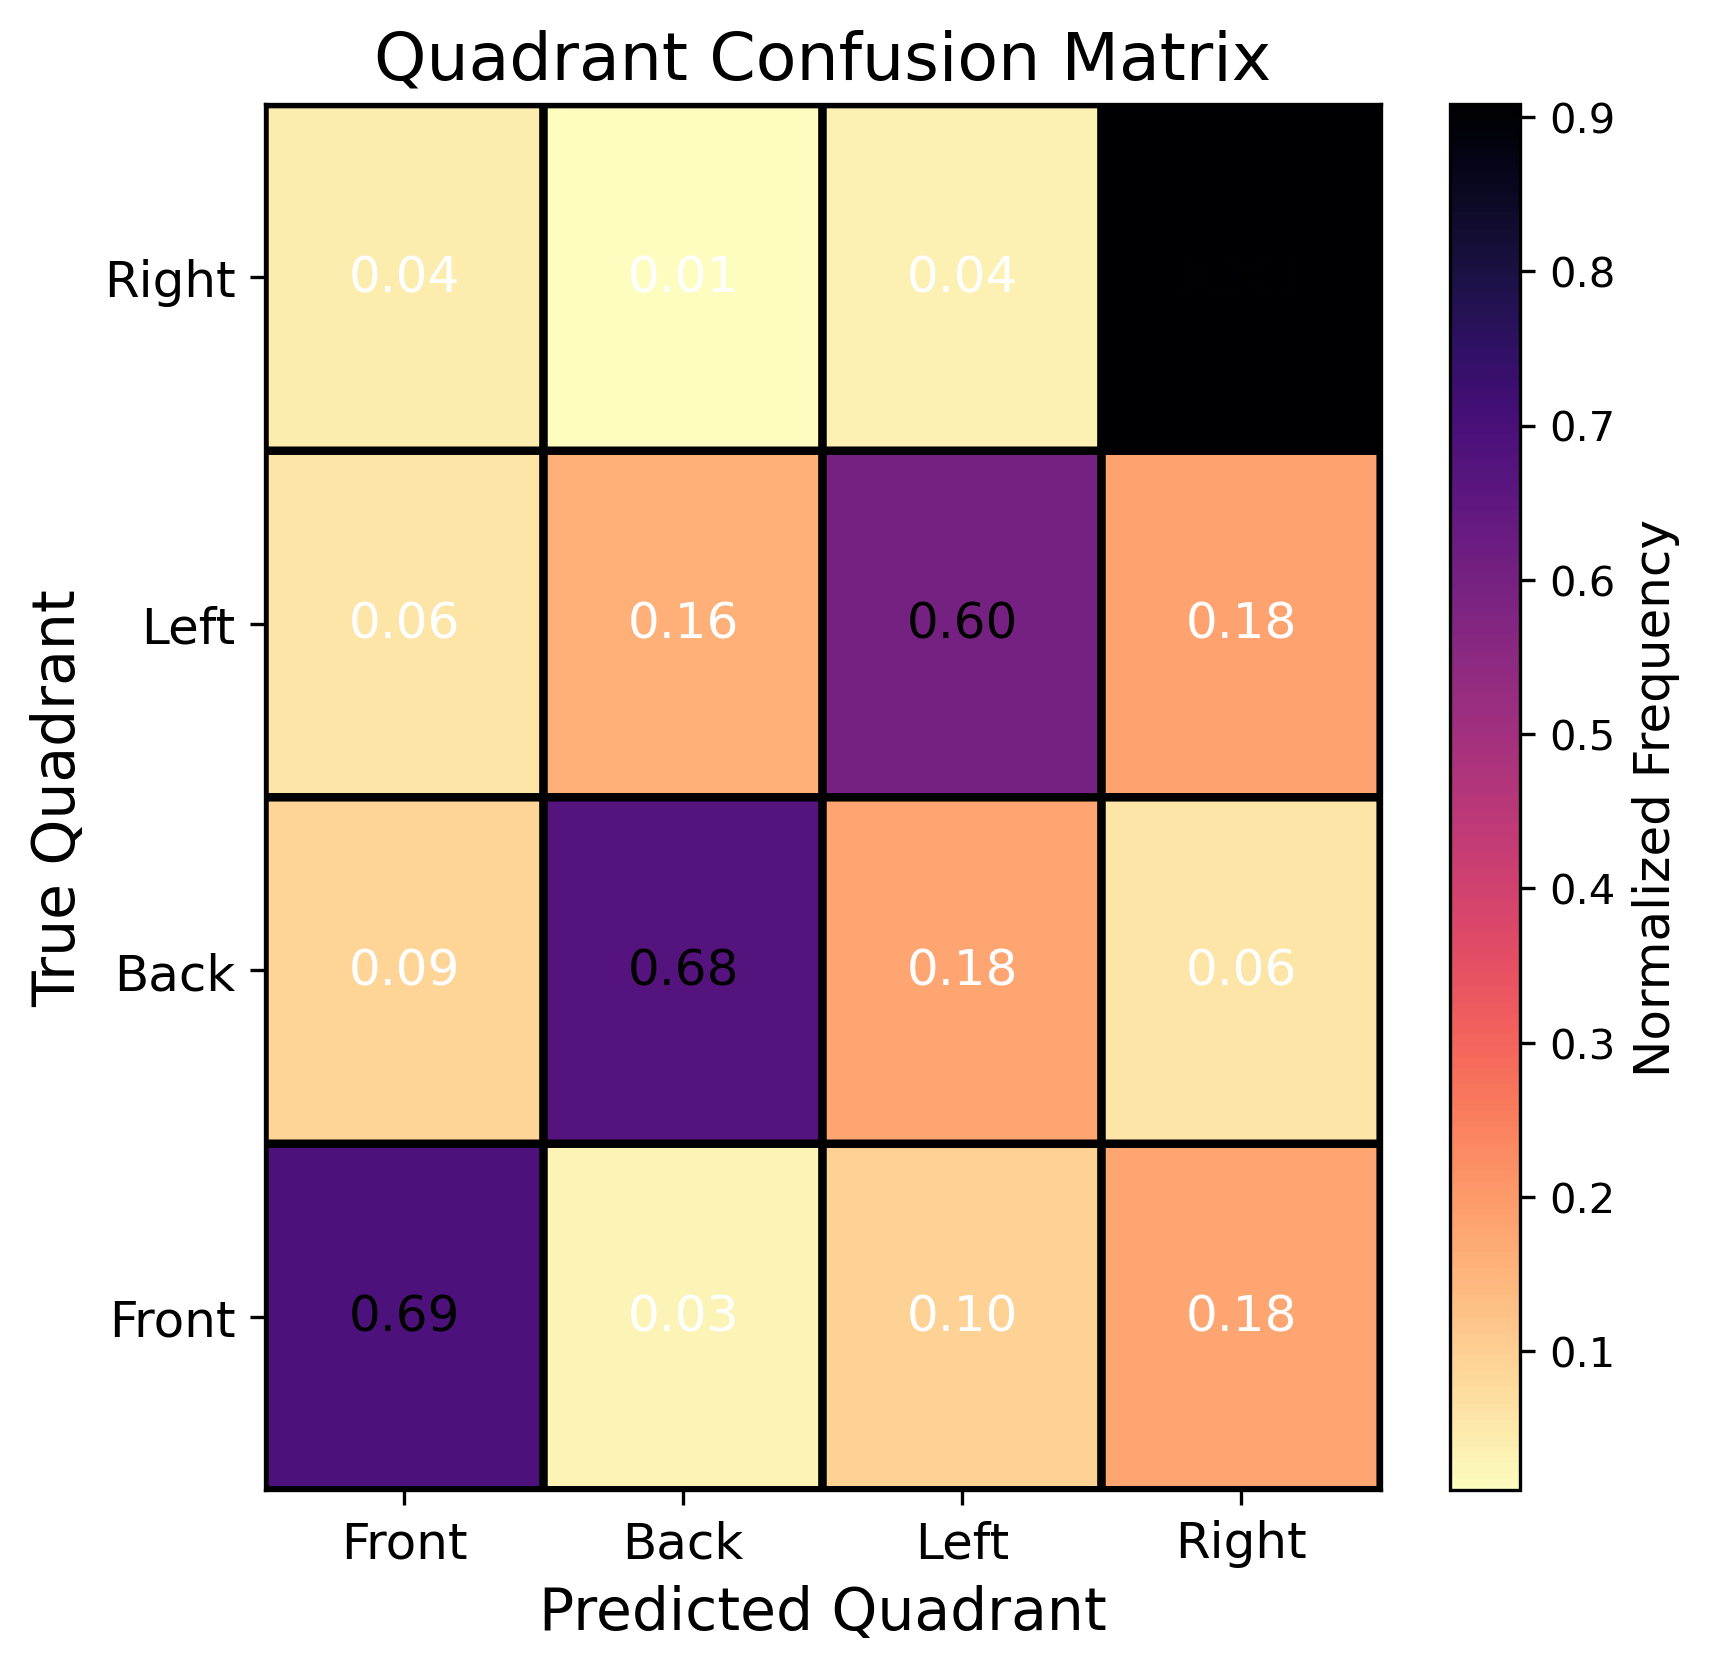 Quadrant Confusion Matrix
Right 0.04 0.01 0.04
Left 0.06 0.16 0.60 0.18
Back 0.09 0.68 0.18 0.06
Front 0.69 0.03 0.10 0.18
Front Back Left Right
Predicted Quadrant
True Quadrant
0.9
0.8
0.7
0.6
0.5
0.4
0.3
0.2
0.1
Normalized Frequency